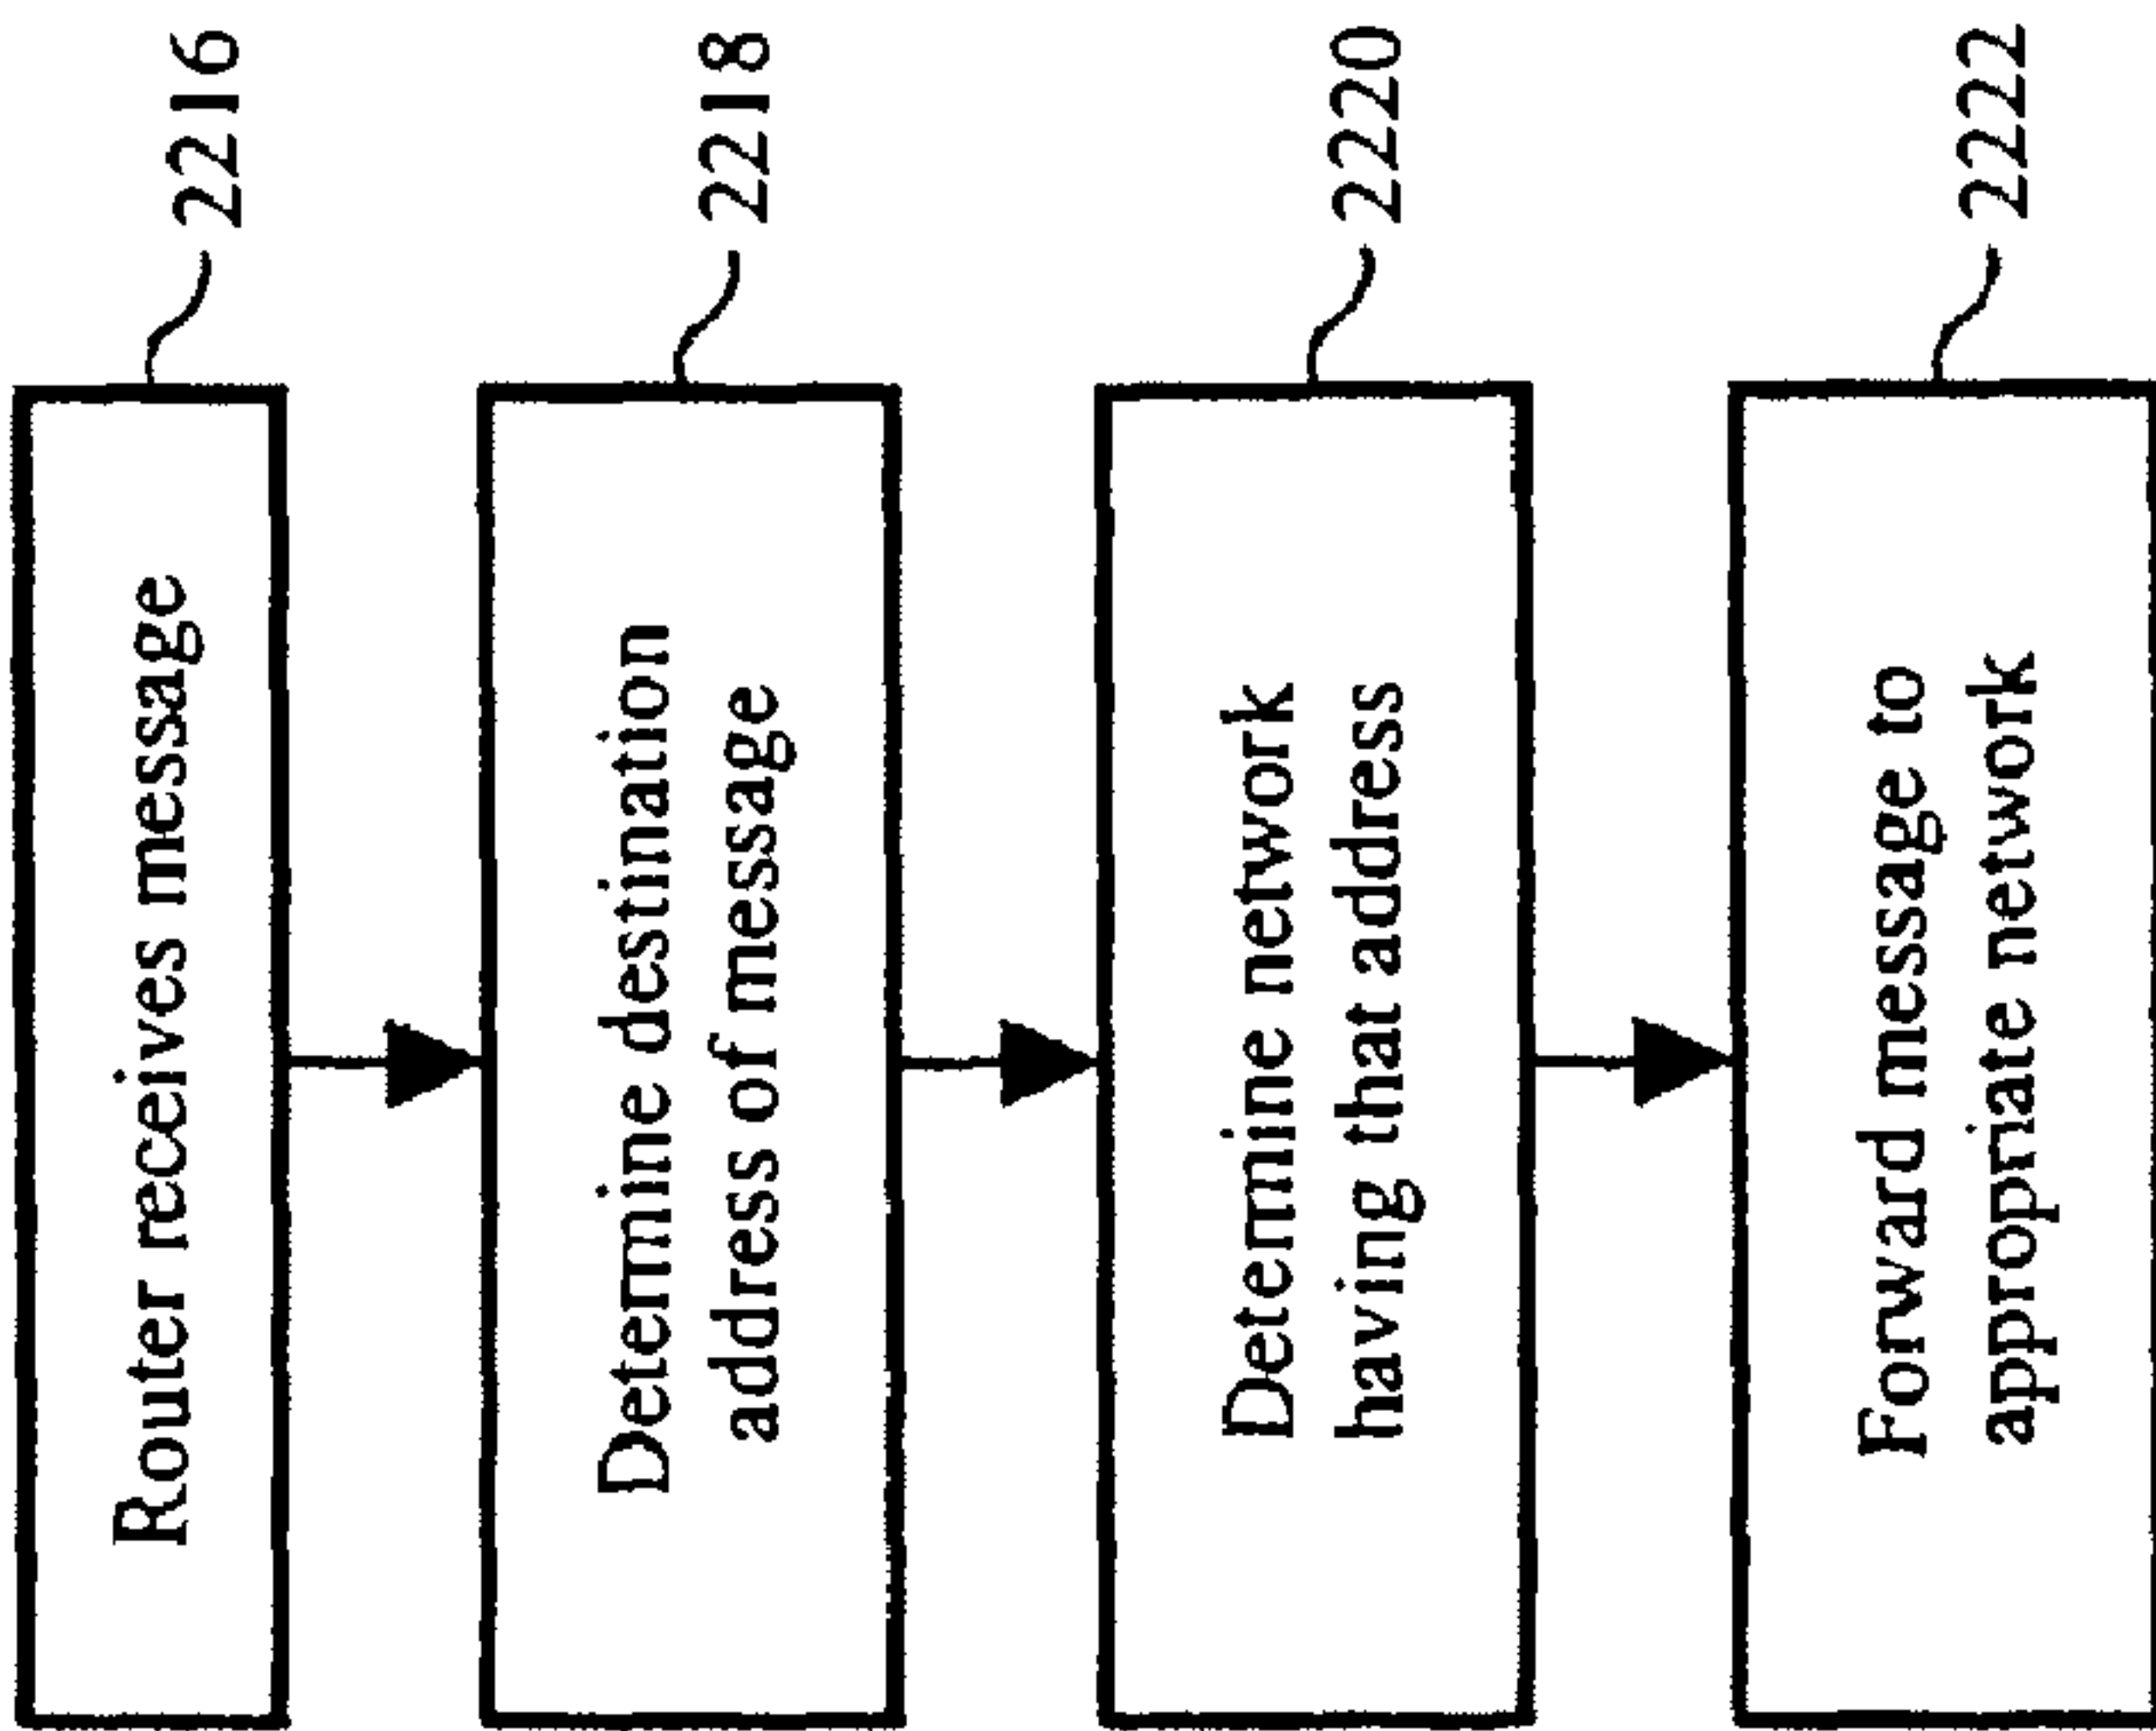 Router receives message
2216
Determine destination
address of message
2218
Determine network
having that address
2220
Forward message to
appropriate network
2222